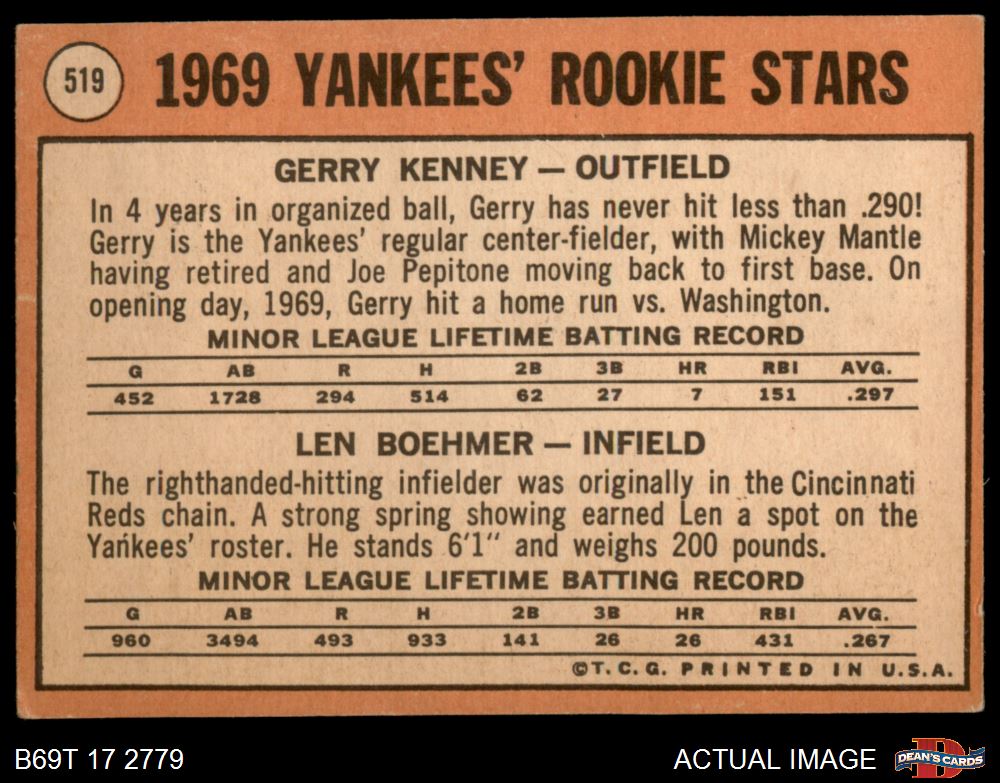 519
1969 YANKEES' ROOKIE STARS
GERRY KENNEY — OUTFIELD
In 4 years in organized ball, Gerry has never hit less than .290!
Gerry is the Yankees' regular center-fielder, with Mickey Mantle
having retired and Joe Pepitone moving back to first base. On
opening day, 1969, Gerry hit a home run vs. Washington.
MINOR LEAGUE LIFETIME BATTING RECORD
G AB R H 2B 3B HR RBI AVG.
452 1728 294 514 62 27 7 151 .297
LEN BOEHMER — INFIELD
The righthanded-hitting infielder was originally in the Cincinnati
Reds chain. A strong spring showing earned Len a spot on the
Yankees' roster. He stands 6'1" and weighs 200 pounds.
MINOR LEAGUE LIFETIME BATTING RECORD
G AB R H 2B 3B HR RBI AVG.
960 3494 493 933 141 26 26 431 .267
©T.C.G. PRINTED IN U.S.A.
B69T 17 2779
ACTUAL IMAGE
D
DEAN'S CARDS